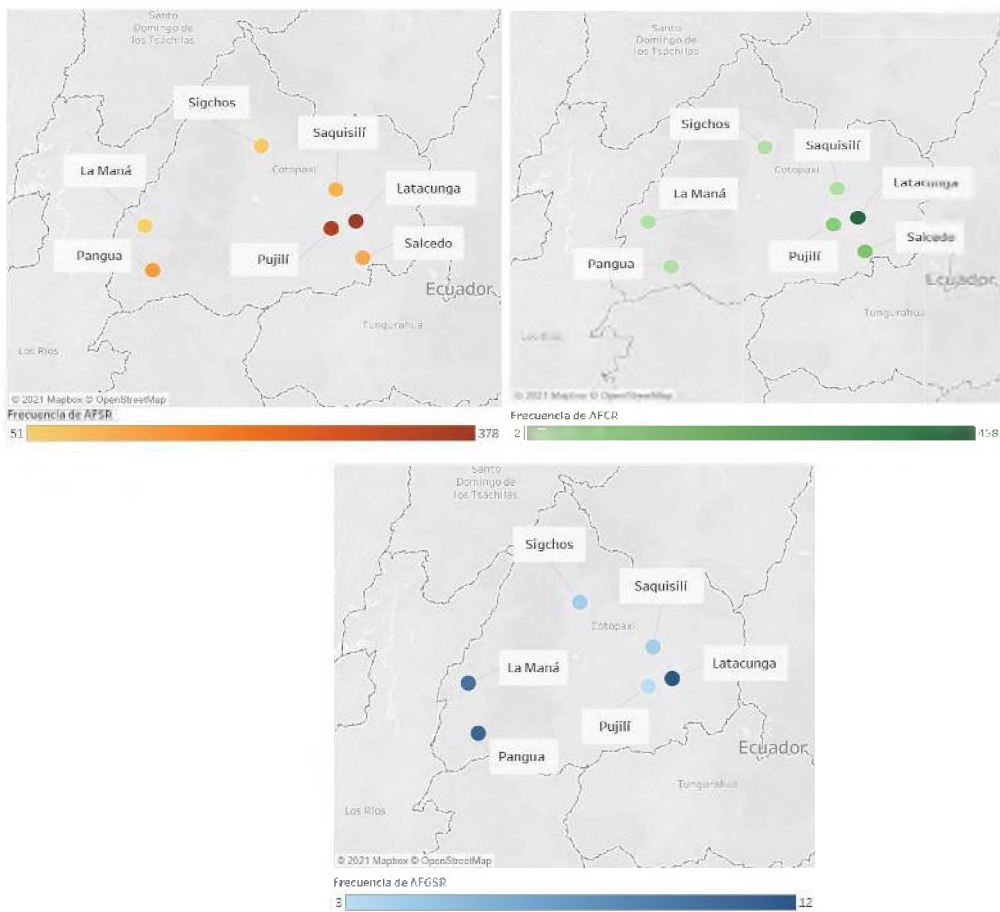 Santo
Domingo de
los Tsáchilas
Sigchos
Saquisilí
La Maná
Cotopaxi
Latacunga
Pangua
Pujilí
Salcedo
Ecuador
Tungurahua
Los Ríos
© 2021 Mapbox © OpenStreetMap
Frecuencia de AFSR
51
378
Santo
Domingo de
los Tsáchilas
Sigchos
Saquisilí
Cotopaxi
Latacunga
La Maná
Salcedo
Pangua
Pujilí
Ecuador
Tungurahua
Los Ríos
© 2021 Mapbox © OpenStreetMap
Frecuencia de AFCR
2
458
Santo
Domingo de
los Tsáchilas
Sigchos
Saquisilí
Cotopaxi
La Maná
Latacunga
Pujilí
Pangua
Ecuador
Tungurahua
Los Ríos
© 2021 Mapbox © OpenStreetMap
Frecuencia de AFGSR
3
12